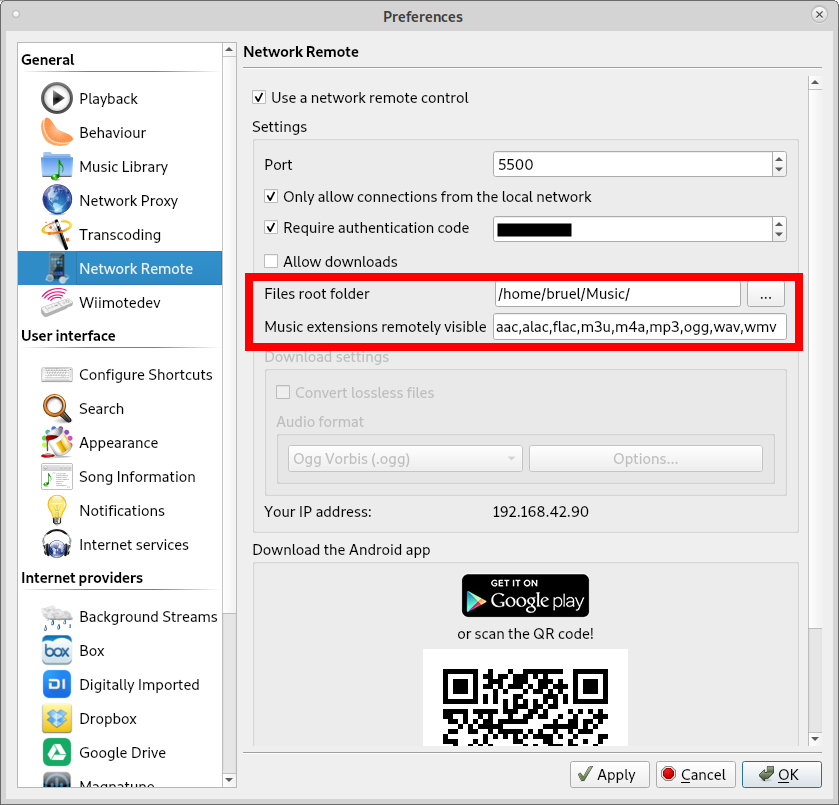 Preferences
General
Playback
Behaviour
Music Library
Network Proxy
Transcoding
Network Remote
Wiimotedev
User interface
Configure Shortcuts
Search
Appearance
Song Information
Notifications
Internet services
Internet providers
Background Streams
box
Box
DI
Digitally Imported
Dropbox
Google Drive
Magnatune
Network Remote
Use a network remote control
Settings
Port 5500
Only allow connections from the local network
Require authentication code
Allow downloads
Files root folder /home/bruel/Music/ ...
Music extensions remotely visible aac,alac,flac,m3u,m4a,mp3,ogg,wav,wmv
Download settings
Convert lossless files
Audio format
Ogg Vorbis (.ogg) Options...
Your IP address: 192.168.42.90
Download the Android app
GET IT ON
Google play
or scan the QR code!
Apply Cancel OK